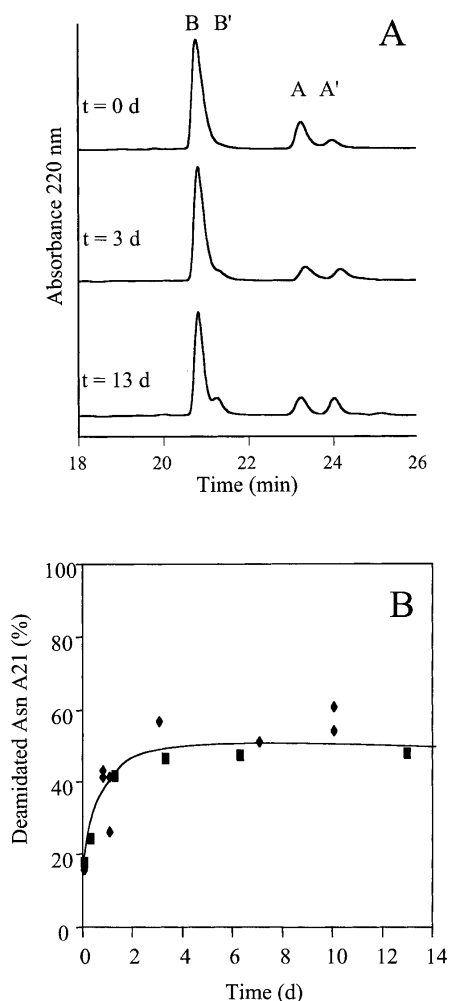 A
B B'
A A'
t = 0 d
t = 3 d
t = 13 d
Absorbance 220 nm
18 20 22 24 26
Time (min)
B
100
80
60
40
20
0
Deamidated Asn A21 (%)
0 2 4 6 8 10 12 14
Time (d)